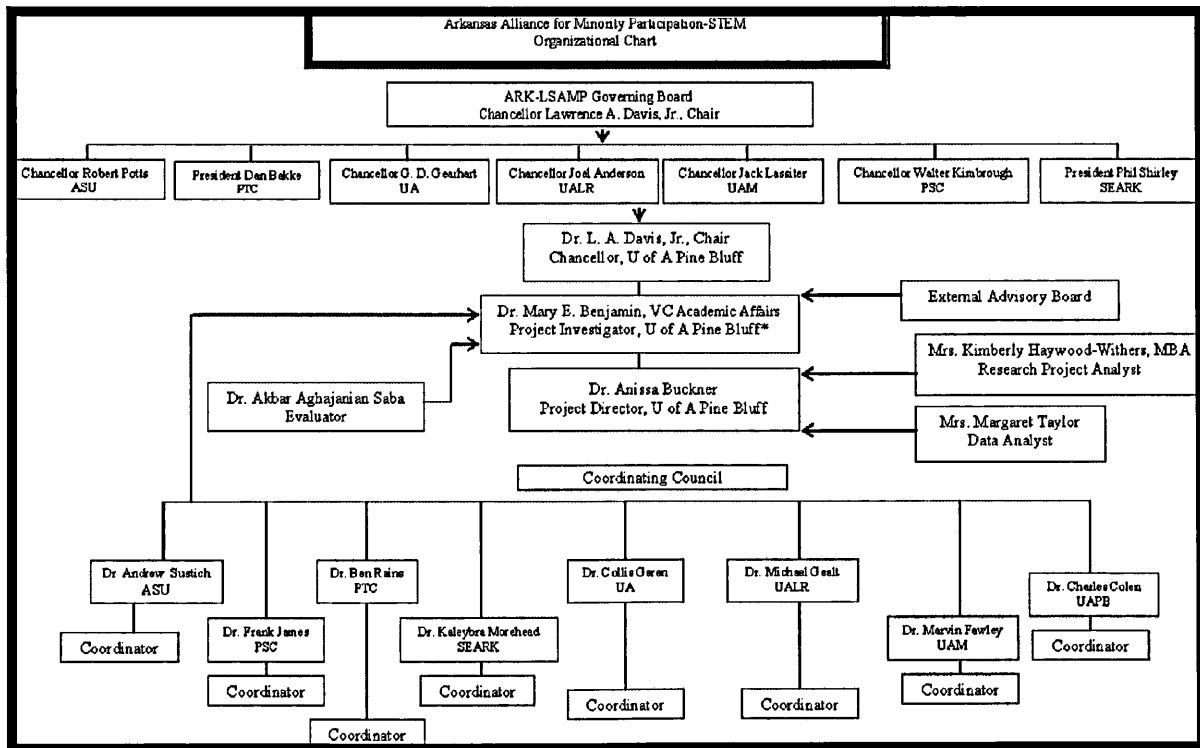 Arkansas Alliance for Minority Participation-STEM
Organizational Chart
ARK-LSAMP Governing Board
Chancellor Lawrence A. Davis, Jr., Chair
Chancellor Robert Potts
ASU
President Dan Bakke
PTC
Chancellor G. D. Gearhart
UA
Chancellor Joel Anderson
UALR
Chancellor Jack Lassiter
UAM
Chancellor Walter Kimbrough
PSC
President Phil Shirley
SEARK
Dr. L. A. Davis, Jr., Chair
Chancellor, U of A Pine Bluff
Dr. Mary E. Benjamin, VC Academic Affairs
Project Investigator, U of A Pine Bluff*
External Advisory Board
Mrs. Kimberly Haywood-Withers, MBA
Research Project Analyst
Dr. Akbar Aghajanian Saba
Evaluator
Dr. Anissa Buckner
Project Director, U of A Pine Bluff
Mrs. Margaret Taylor
Data Analyst
Coordinating Council
Dr Andrew Sustich
ASU
Coordinator
Dr. Frank James
PSC
Coordinator
Dr. Ben Rains
PTC
Coordinator
Dr. Kaleybra Morehead
SEARK
Coordinator
Dr. Collis Geren
UA
Coordinator
Dr. Michael Gealt
UALR
Coordinator
Dr. Marvin Fawley
UAM
Coordinator
Dr. Charles Colen
UAPB
Coordinator